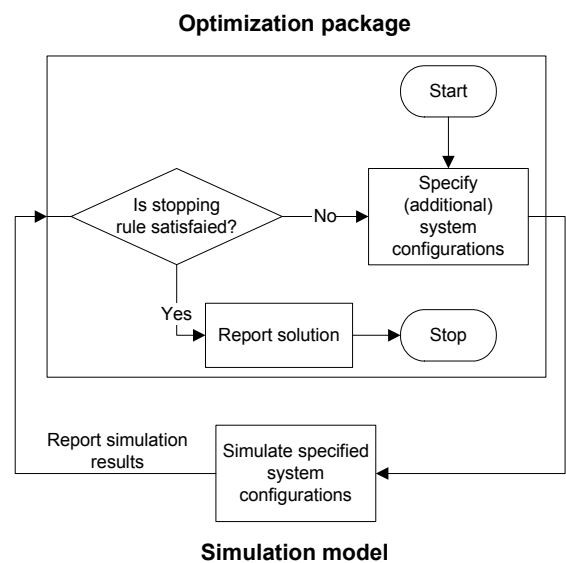 Optimization package
Start
Is stopping
rule satisfaied?
No
Specify
(additional)
system
configurations
Yes
Report solution
Stop
Report simulation
results
Simulate specified
system
configurations
Simulation model